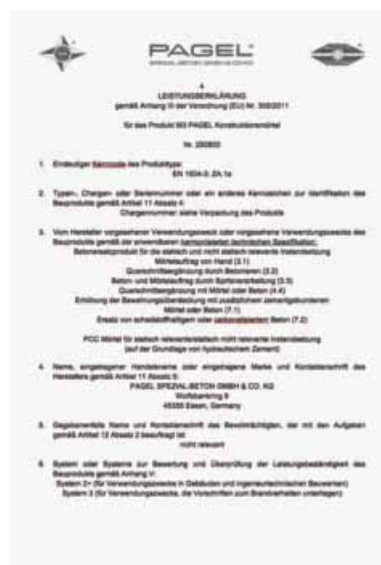 PAGEL
SPEZIAL-BETON GMBH & CO. KG
4
LEISTUNGSERKLÄRUNG
gemäß Anhang III der Verordnung (EU) Nr. 305/2011
für das Produkt MS PAGEL Konstruktionsmörtel
Nr.
1. Eindeutiger Kenncode des Produkttyps:
EN 1504-3: ZA.1a
2. Typen-, Chargen- oder Seriennummer oder ein anderes Kennzeichen zur Identifikation des
Bauprodukts gemäß Artikel 11 Absatz 4:
Chargennummer: siehe Verpackung des Produkts
3. Vom Hersteller vorgesehener Verwendungszweck oder vorgesehene Verwendungszwecke des
Bauprodukts gemäß der anwendbaren harmonisierten technischen Spezifikation:
Betonersatzprodukt für die statisch und nicht statisch relevante Instandsetzung
Mörtelauftrag von Hand (3.1)
Querschnittsergänzung durch Betonieren (3.2)
Beton- und Mörtelauftrag durch Spritzverarbeitung (3.3)
Querschnittsergänzung mit Mörtel oder Beton (4.4)
Erhöhung der Bewehrungsüberdeckung mit zusätzlichem zementgebundenen
Mörtel oder Beton (7.1)
Ersatz von schadstoffhaltigem oder carbonatisiertem Beton (7.2)
PCC Mörtel für statisch relevante/statisch nicht relevante Instandsetzung
(auf der Grundlage von hydraulischem Zement)
4. Name, eingetragener Handelsname oder eingetragene Marke und Kontaktanschrift des
Herstellers gemäß Artikel 11 Absatz 5:
PAGEL SPEZIAL-BETON GMBH & CO. KG
Wolfsbankring 9
45355 Essen, Germany
5. Gegebenenfalls Name und Kontaktanschrift des Bevollmächtigten, der mit den Aufgaben
gemäß Artikel 12 Absatz 2 beauftragt ist:
nicht relevant
6. System oder Systeme zur Bewertung und Überprüfung der Leistungsbeständigkeit des
Bauprodukts gemäß Anhang V:
System 2+ (für Verwendungszwecke in Gebäuden und ingenieurtechnischen Bauwerken)
System 3 (für Verwendungszwecke, die Vorschriften zum Brandverhalten unterliegen)